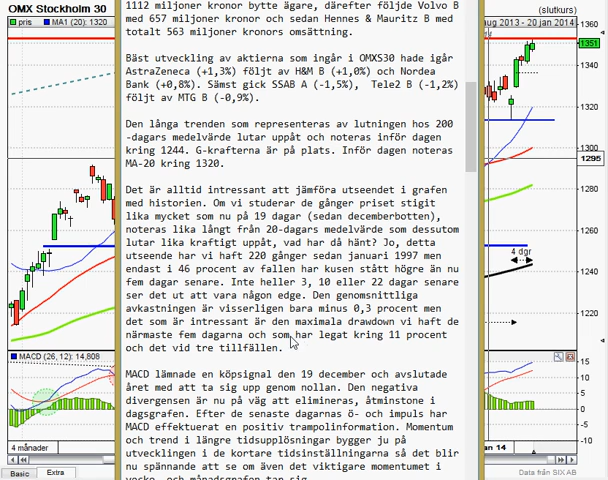 OMX Stockholm 30
pris MA1 (20): 1320
(slutkurs)
aug 2013 - 20 jan 2014
1112 miljoner kronor bytte ägare, därefter följde Volvo B
med 657 miljoner kronor och sedan Hennes & Mauritz B med
totalt 563 miljoner kronors omsättning.
Bäst utveckling av aktierna som ingår i OMXS30 hade igår
AstraZeneca (+1,3%) följt av H&M B (+1,0%) och Nordea
Bank (+0,8%). Sämst gick SSAB A (-1,5%), Tele2 B (-1,2%)
följt av MTG B (-0,9%).
Den långa trenden som representeras av lutningen hos 200
-dagars medelvärde lutar uppåt och noteras inför dagen
kring 1244. G-krafterna är på plats. Inför dagen noteras
MA-20 kring 1320.
Det är alltid intressant att jämföra utseendet i grafen
med historien. Om vi studerar de gånger priset stigit
lika mycket som nu på 19 dagar (sedan decemberbotten),
noteras lika långt från 20-dagars medelvärde som dessutom
lutar lika kraftigt uppåt, vad har då hänt? Jo, detta
utseende har vi haft 220 gånger sedan januari 1997 men
endast i 46 procent av fallen har kusen stått högre än nu
fem dagar senare. Inte heller 3, 10 eller 22 dagar senare
ser det ut att vara någon edge. Den genomsnittliga
avkastningen är visserligen bara minus 0,3 procent men
det som är intressant är den maximala drawdown vi haft de
närmaste fem dagarna och som har legat kring 11 procent
och det vid tre tillfällen.
MACD lämnade en köpsignal den 19 december och avslutade
året med att ta sig upp genom nollan. Den negativa
divergensen är nu på väg att elimineras, åtminstone i
dagsgrafen. Efter de senaste dagarnas ö- och impuls har
MACD effektuerat en positiv trampolinformation. Momentum
och trend i längre tidsupplösningar bygger ju på
utvecklingen i de kortare tidsinställningarna så det blir
nu spännande att se om även det viktigare momentumet i
1360
1351
1340
1320
1300
1295
1280
1260
1240
1220
4 dgr
MACD (26, 12): 14,808
15
10
5
0
-5
-10
4 månader
jan 14
Basic
Extra
Data från SIX AB